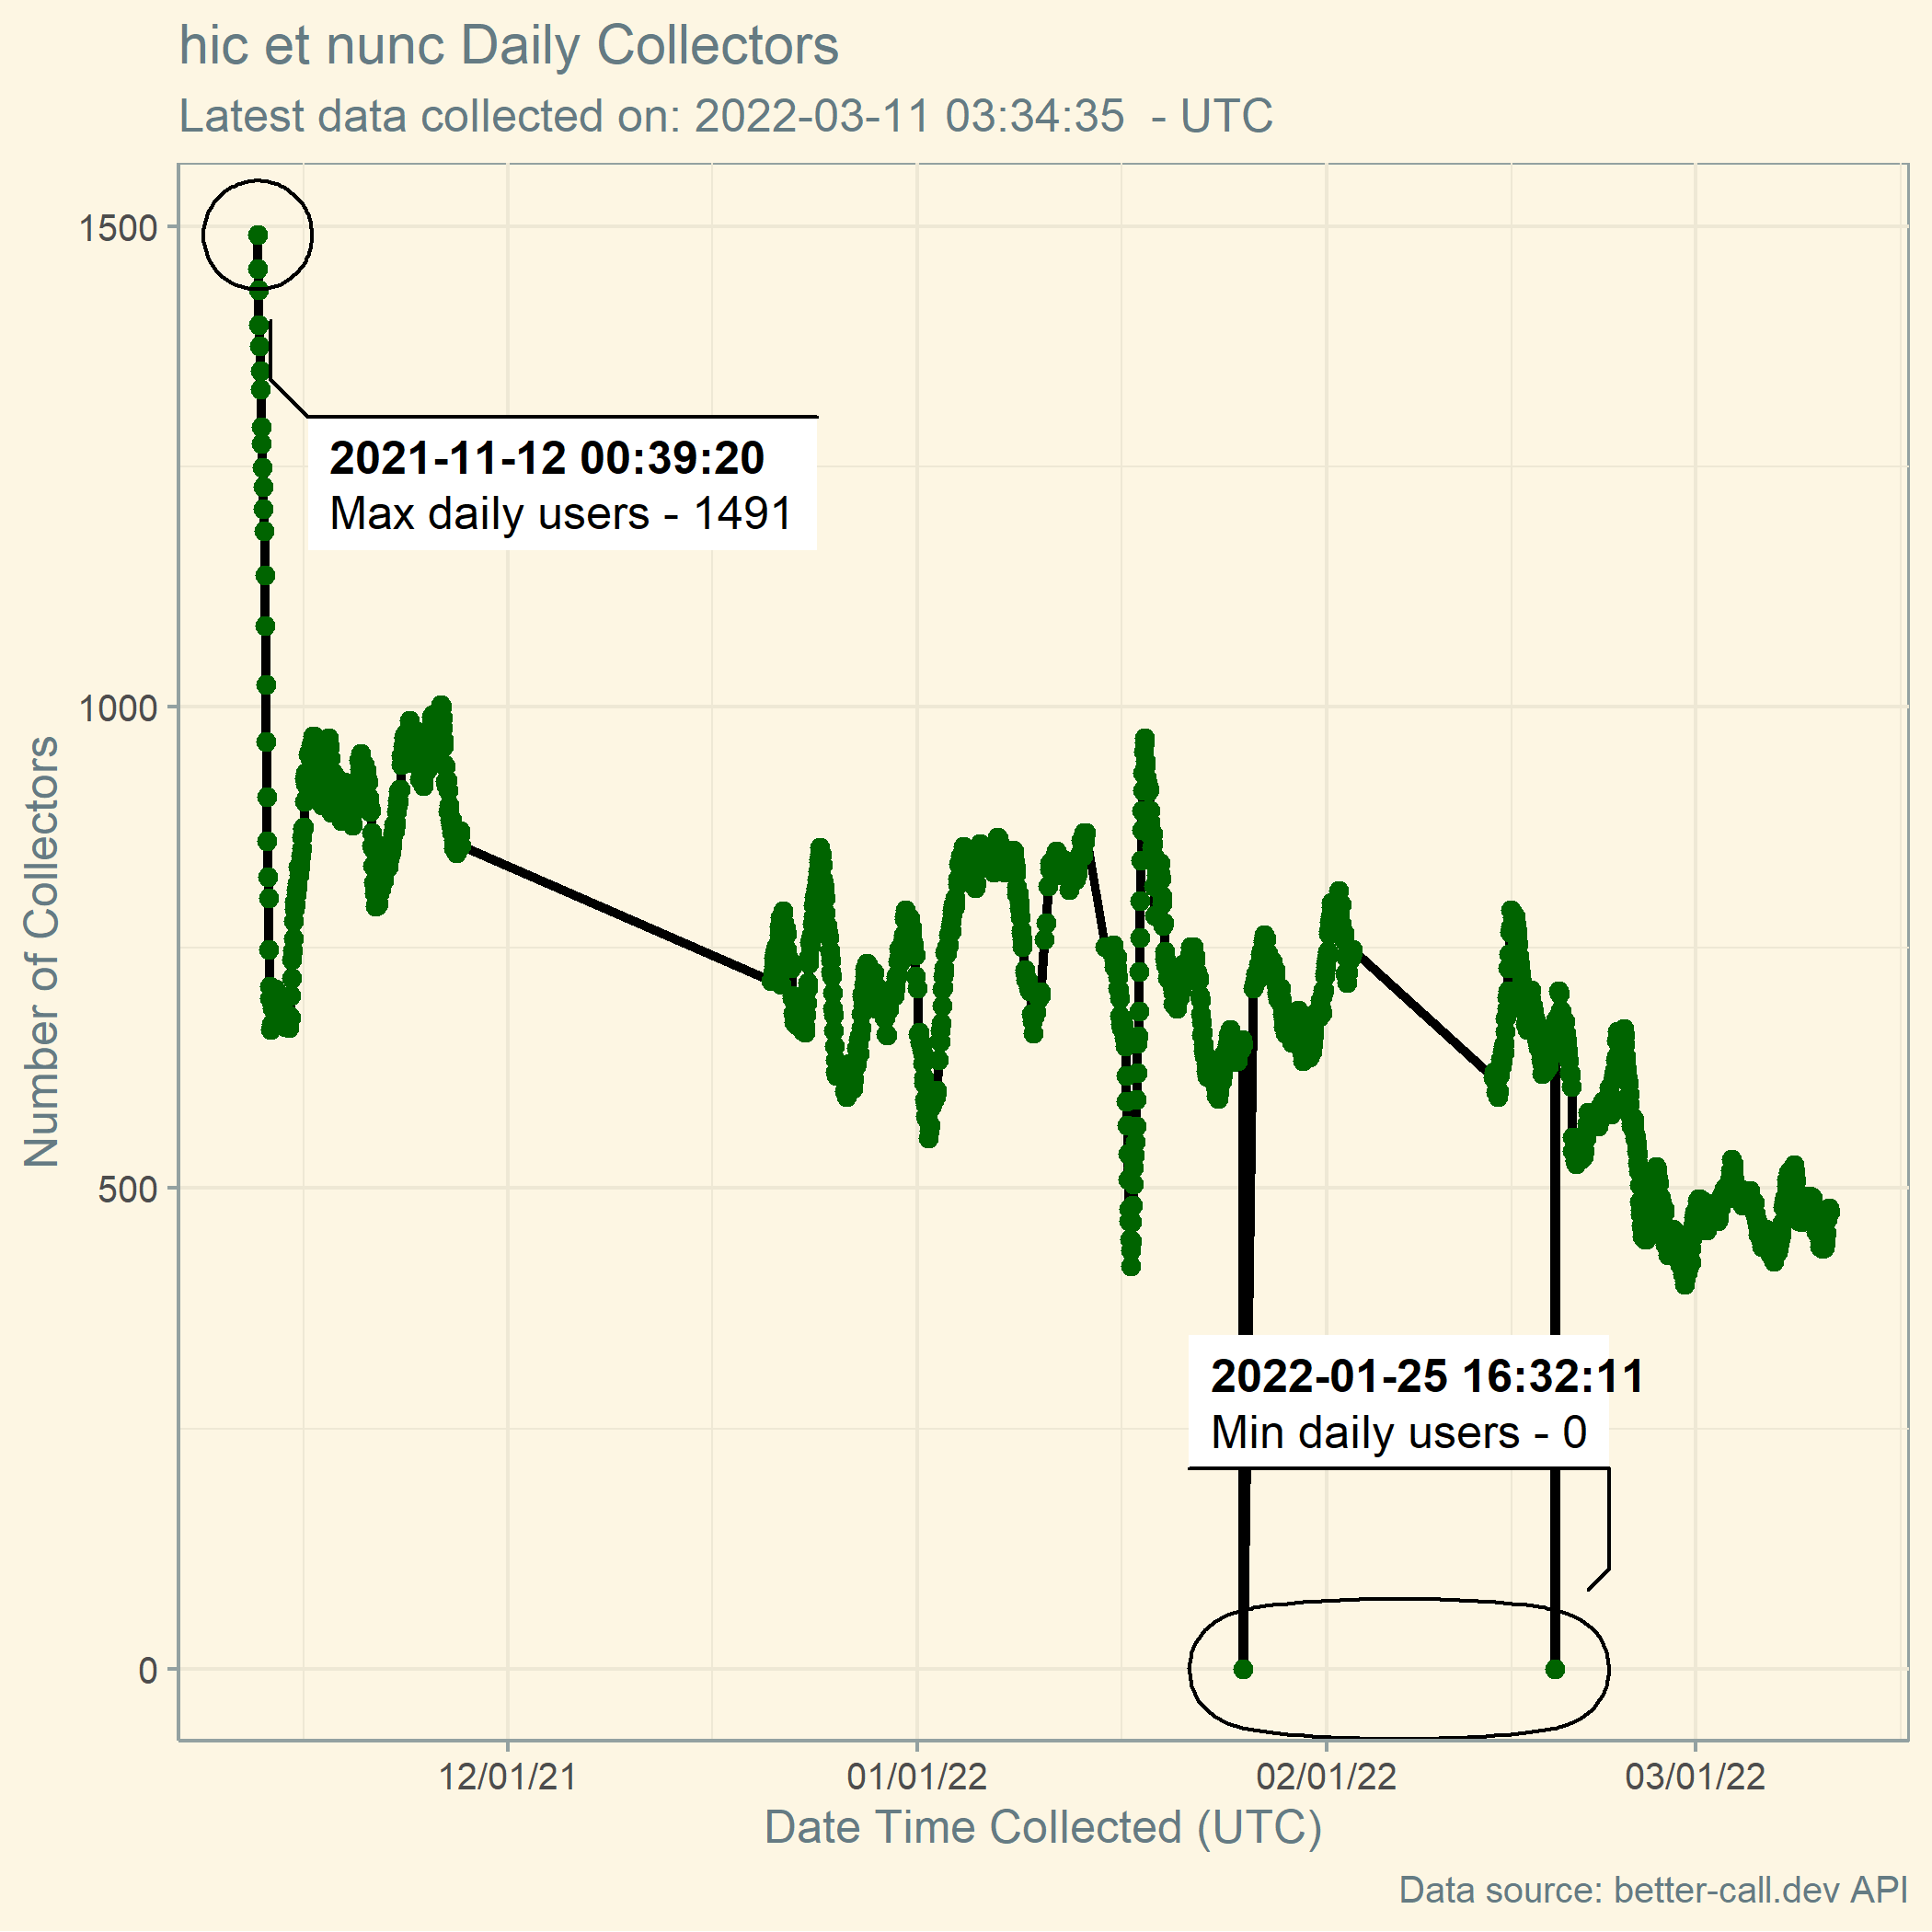 hic et nunc Daily Collectors
Latest data collected on: 2022-03-11 03:34:35  - UTC
1500
1000
500
0
Number of Collectors
2021-11-12 00:39:20
Max daily users - 1491
2022-01-25 16:32:11
Min daily users - 0
12/01/21
01/01/22
02/01/22
03/01/22
Date Time Collected (UTC)
Data source: better-call.dev API